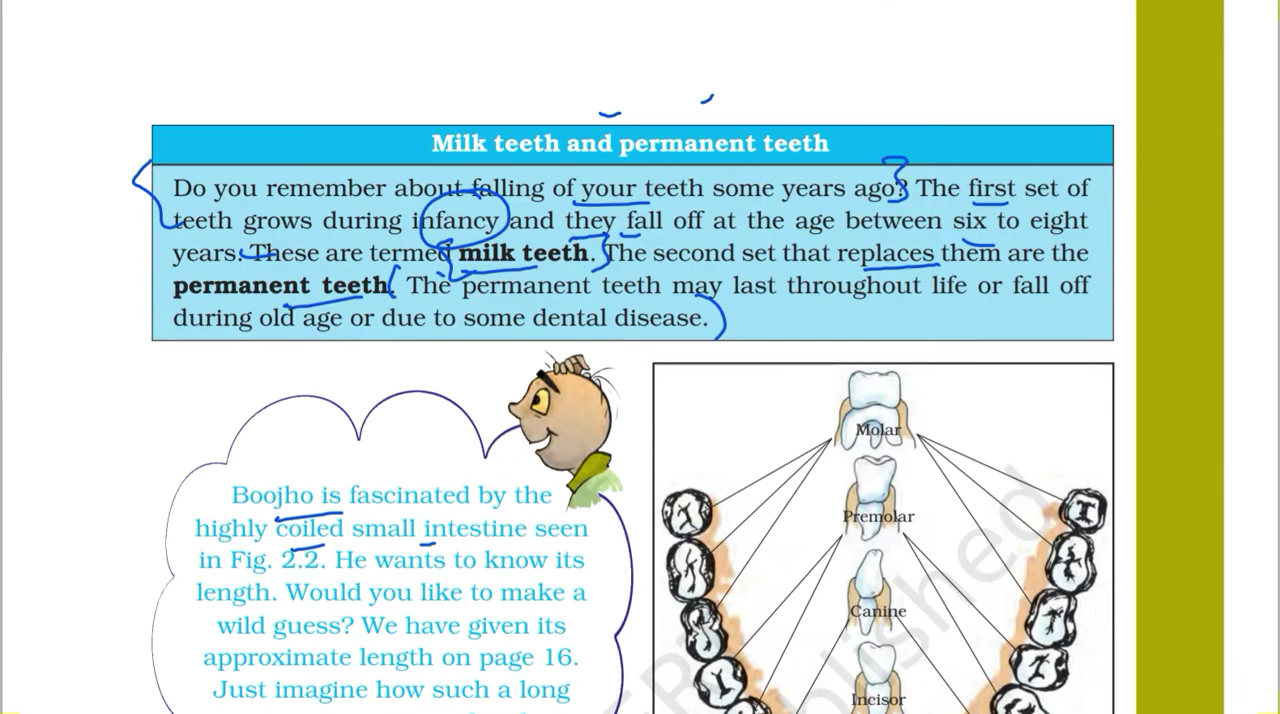 Milk teeth and permanent teeth
Do you remember about falling of your teeth some years ago? The first set of
teeth grows during infancy and they fall off at the age between six to eight
years. These are termed milk teeth. The second set that replaces them are the
permanent teeth. The permanent teeth may last throughout life or fall off
during old age or due to some dental disease.
Boojho is fascinated by the
highly coiled small intestine seen
in Fig. 2.2. He wants to know its
length. Would you like to make a
wild guess? We have given its
approximate length on page 16.
Just imagine how such a long
Molar
Premolar
Canine
Incisor